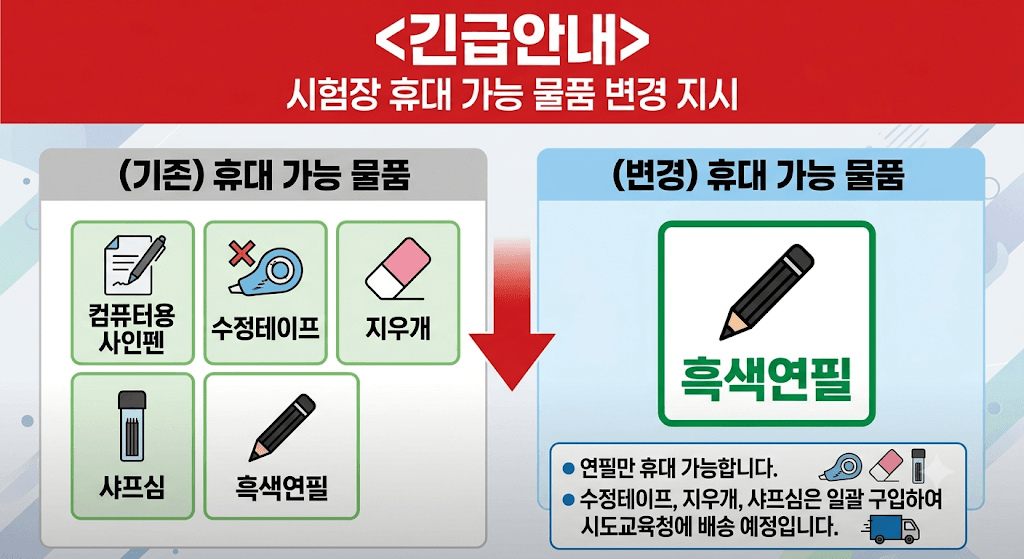 <긴급안내>
시험장 휴대 가능 물품 변경 지시
(기존) 휴대 가능 물품
컴퓨터용
사인펜
수정테이프
지우개
샤프심
흑색연필
(변경) 휴대 가능 물품
흑색연필
● 연필만 휴대 가능합니다.
● 수정테이프, 지우개, 샤프심은 일괄 구입하여
시도교육청에 배송 예정입니다.